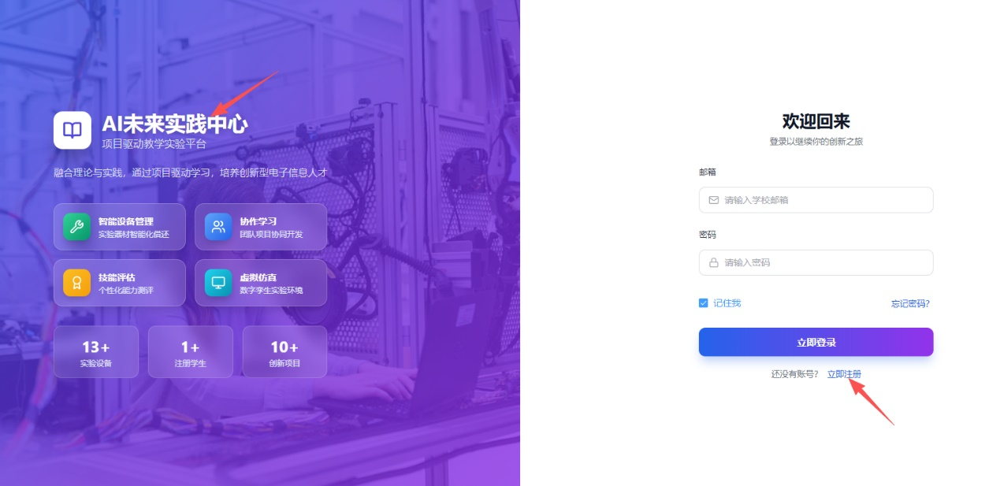 AI未来实践中心
项目驱动教学实验平台
融合理论与实践，通过项目驱动学习，培养创新型电子信息人才
智能设备管理
实验器材智能化借还
协作学习
团队项目协同开发
技能评估
个性化能力测评
虚拟仿真
数字孪生实验环境
13+
实验设备
1+
注册学生
10+
创新项目
欢迎回来
登录以继续你的创新之旅
邮箱
请输入学校邮箱
密码
请输入密码
记住我
忘记密码?
立即登录
还没有账号? 立即注册